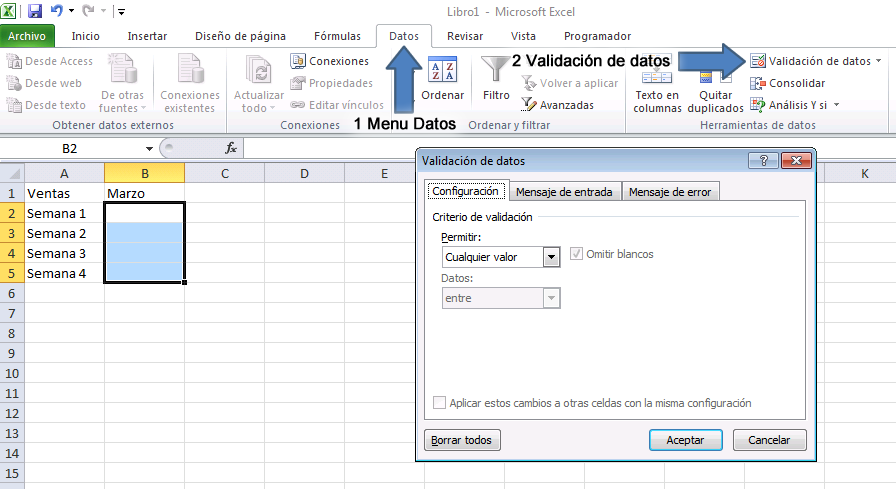 Libro1 - Microsoft Excel
Archivo Inicio Insertar Diseño de página Fórmulas Datos Revisar Vista Programador
Desde Access
Desde web
Desde texto
De otras fuentes
Conexiones existentes
Obtener datos externos
Actualizar todo
Conexiones
Propiedades
Editar vínculos
Conexiones
1 Menu Datos
Ordenar
Filtro
Volver a aplicar
Avanzadas
Ordenar y filtrar
2 Validación de datos
Texto en columnas
Quitar duplicados
Validación de datos
Consolidar
Análisis Y si
Herramientas de datos
B2 fx
A B C D E K
1 Ventas Marzo
2 Semana 1
3 Semana 2
4 Semana 3
5 Semana 4
6
7
8
9
10
11
12
13
14
15
Validación de datos
Configuración Mensaje de entrada Mensaje de error
Criterio de validación
Permitir:
Cualquier valor Omitir blancos
Datos:
entre
Aplicar estos cambios a otras celdas con la misma configuración
Borrar todos Aceptar Cancelar